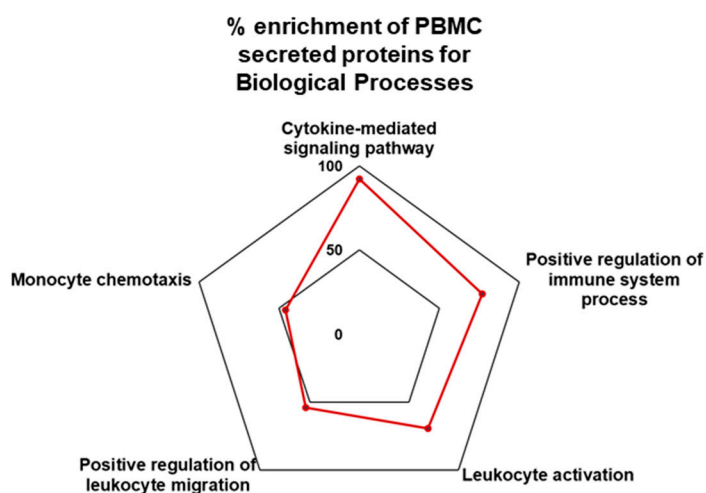 % enrichment of PBMC
secreted proteins for
Biological Processes
Cytokine-mediated
signaling pathway
100
50
0
Positive regulation of
immune system
process
Monocyte chemotaxis
Positive regulation of
leukocyte migration
Leukocyte activation